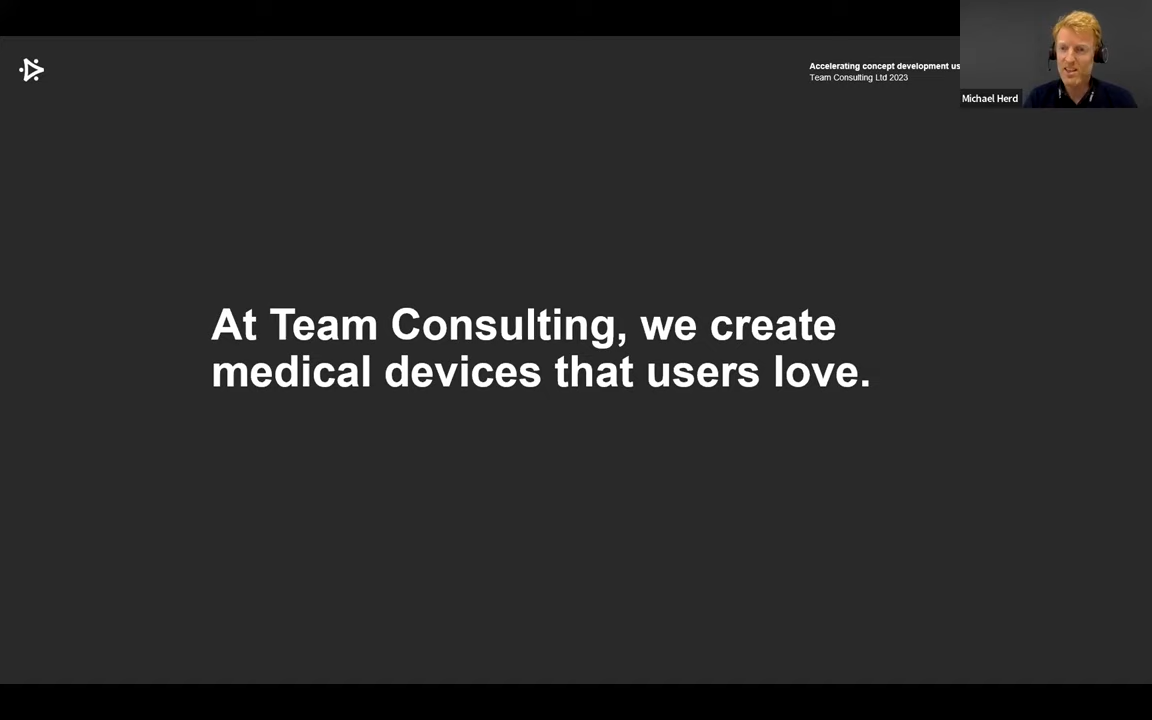 Accelerating concept development us
Team Consulting Ltd 2023
Michael Herd
At Team Consulting, we create
medical devices that users love.